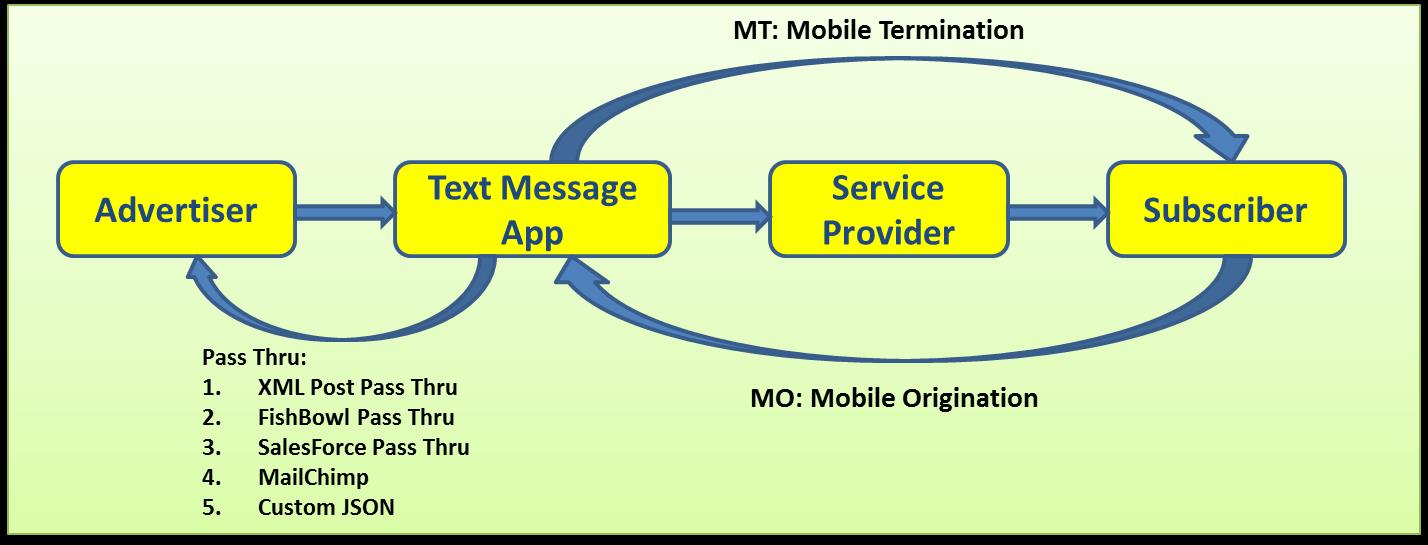 MT: Mobile Termination
Advertiser
Text Message
App
Service
Provider
Subscriber
Pass Thru:
1. XML Post Pass Thru
2. FishBowl Pass Thru
3. SalesForce Pass Thru
4. MailChimp
5. Custom JSON
MO: Mobile Origination